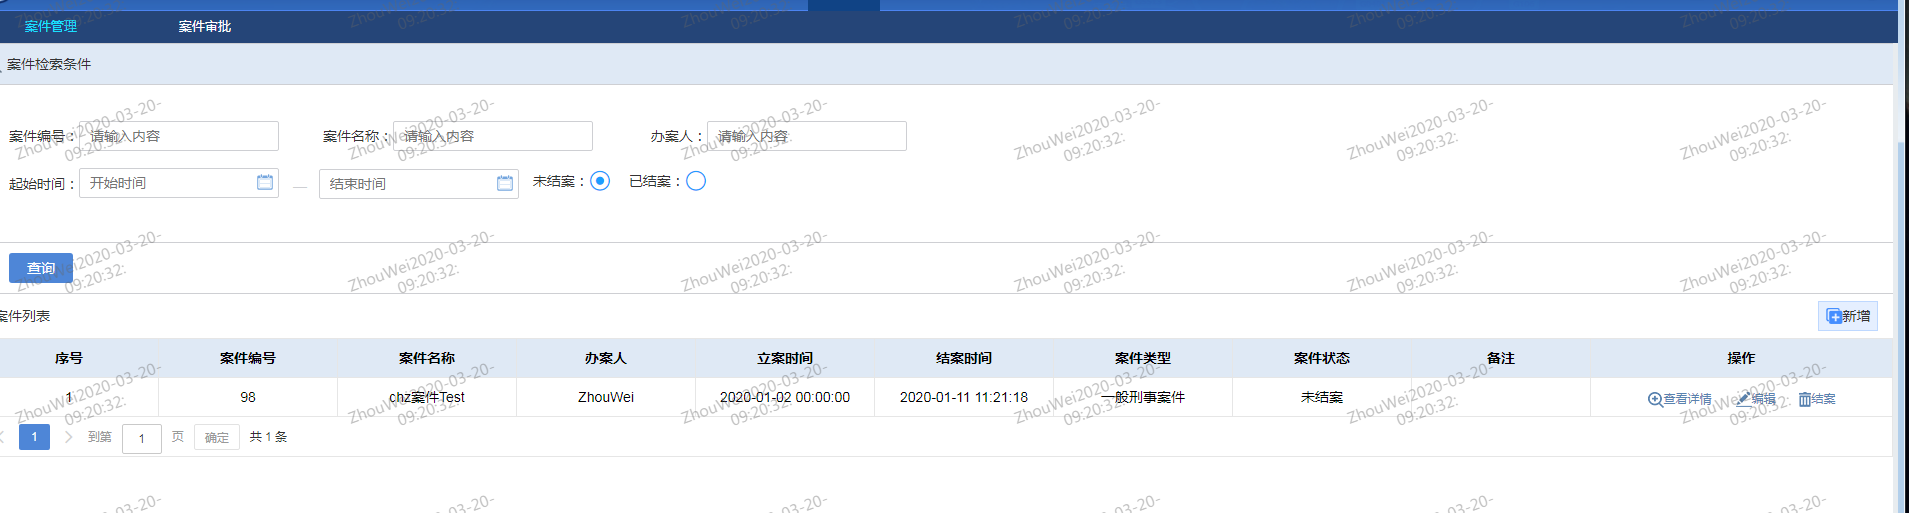 案件管理 案件审批
案件检索条件
案件编号： 请输入内容 案件名称： 请输入内容 办案人： 请输入内容
起始时间： 开始时间 — 结束时间 未结案： 已结案：
查询
案件列表 新增
序号 案件编号 案件名称 办案人 立案时间 结案时间 案件类型 案件状态 备注 操作
1 98 chz案件Test ZhouWei 2020-01-02 00:00:00 2020-01-11 11:21:18 一般刑事案件 未结案 查看详情 编辑 结案
1 到第 1 页 确定 共 1 条
ZhouWei2020-03-20-
09:20:32: